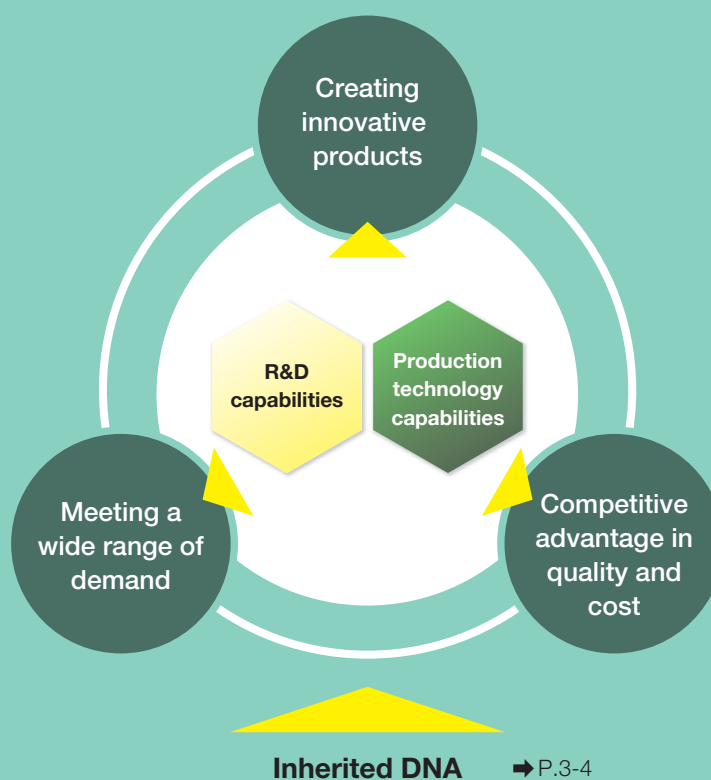 Creating
innovative
products
R&D
capabilities
Production
technology
capabilities
Meeting a
wide range of
demand
Competitive
advantage in
quality and
cost
Inherited DNA ➡P.3-4